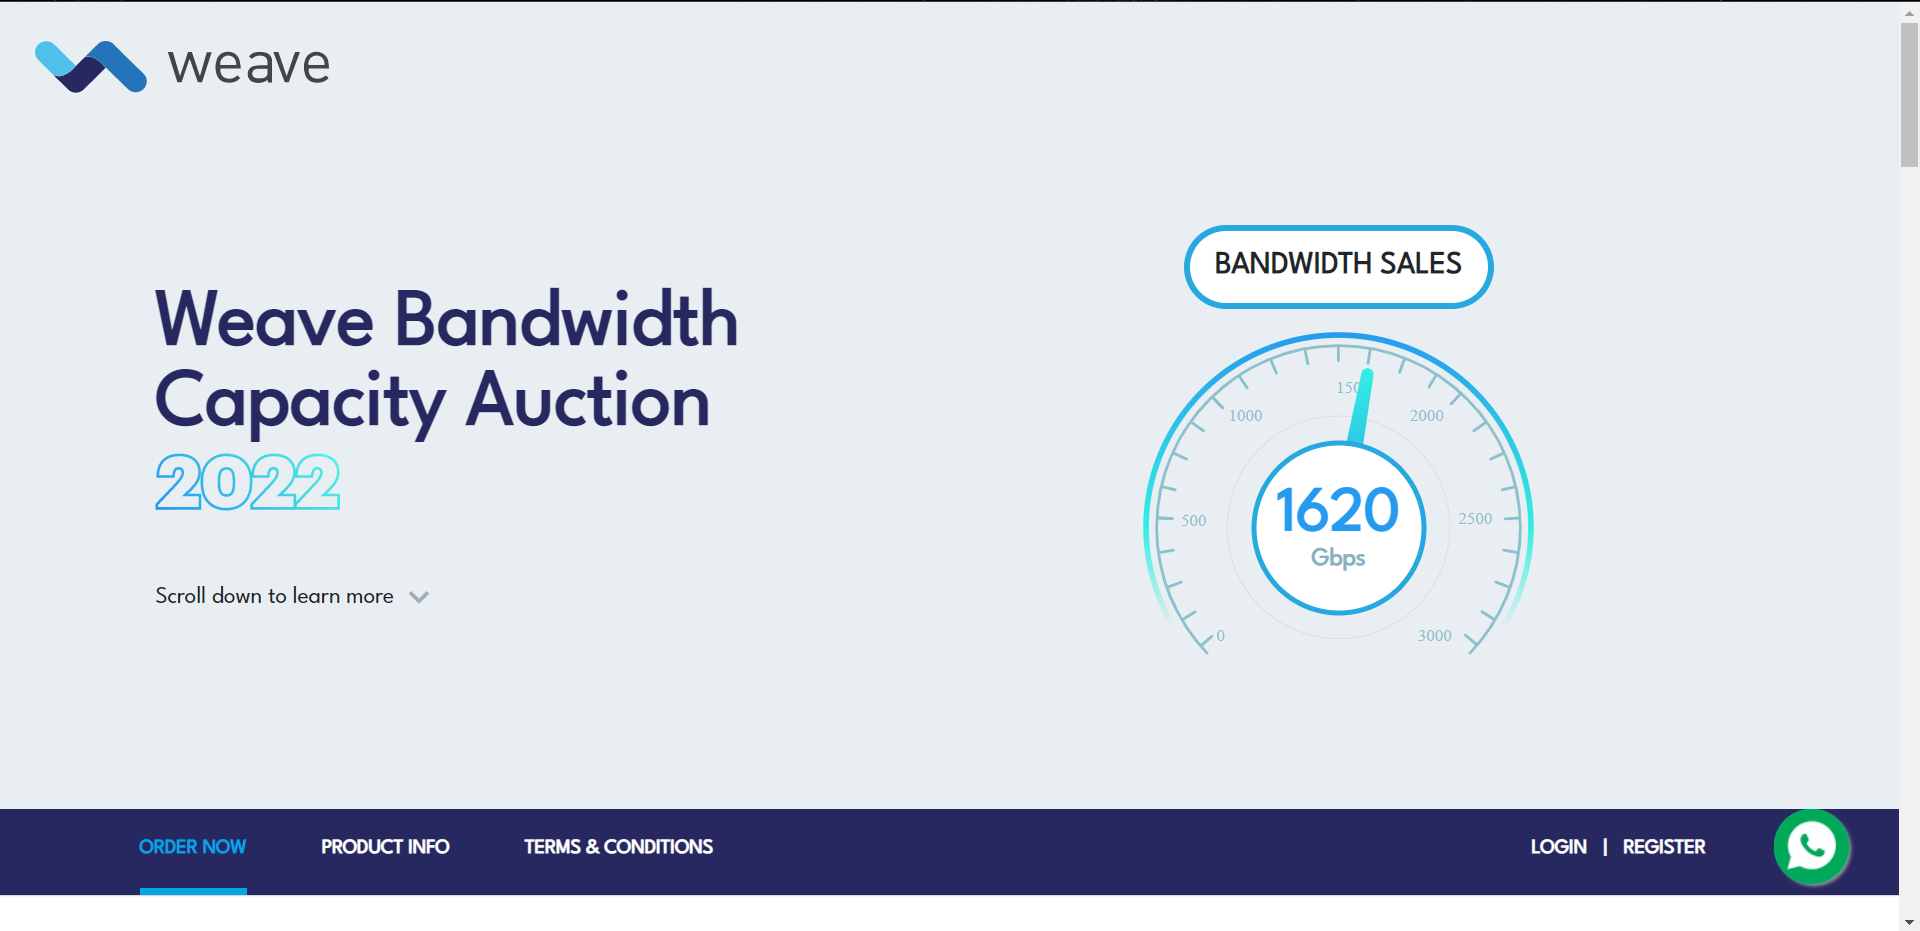 weave
Weave Bandwidth
Capacity Auction
2022
Scroll down to learn more
BANDWIDTH SALES
0
500
1000
2000
2500
3000
1620
Gbps
ORDER NOW
PRODUCT INFO
TERMS & CONDITIONS
LOGIN | REGISTER